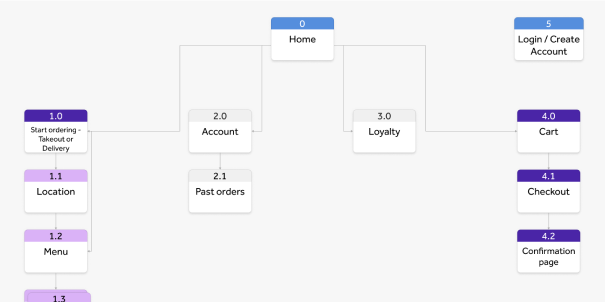 0
Home
5
Login / Create
Account
1.0
Start ordering -
Takeout or
Delivery
2.0
Account
3.0
Loyalty
4.0
Cart
1.1
Location
2.1
Past orders
4.1
Checkout
1.2
Menu
4.2
Confirmation
page
1.3